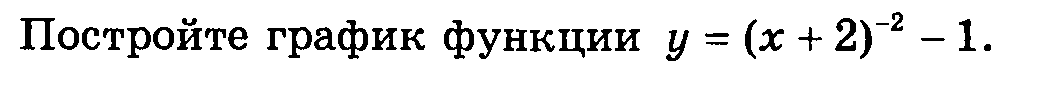 Постройте график функции y = (x + 2)⁻² − 1.